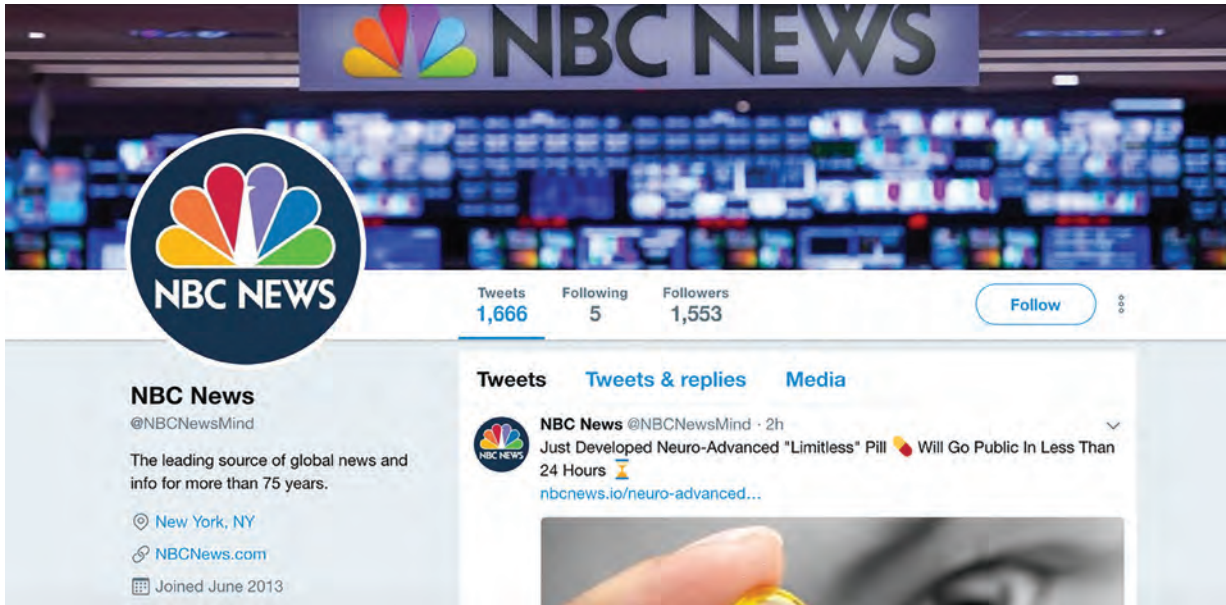 NBC NEWS
NBC NEWS
Tweets
1,666
Following
5
Followers
1,553
Follow
NBC News
@NBCNewsMind
The leading source of global news and
info for more than 75 years.
New York, NY
NBCNews.com
Joined June 2013
Tweets Tweets & replies Media
NBC NEWS
NBC News @NBCNewsMind · 2h
Just Developed Neuro-Advanced "Limitless" Pill 💊 Will Go Public In Less Than
24 Hours ⏳
nbcnews.io/neuro-advanced...